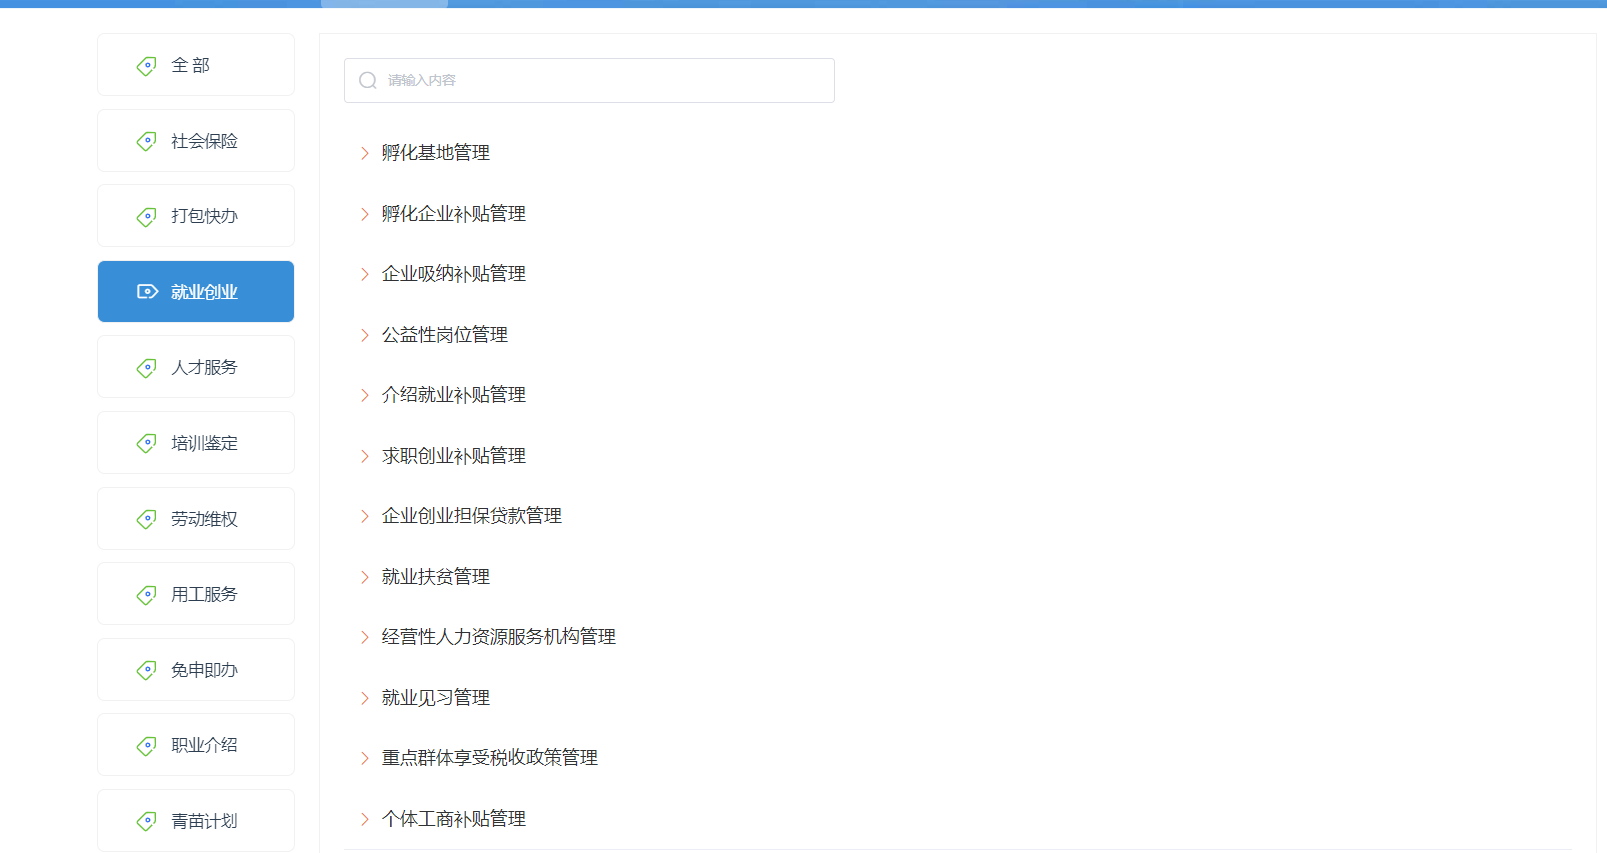 全 部
社会保险
打包快办
就业创业
人才服务
培训鉴定
劳动维权
用工服务
免申即办
职业介绍
青苗计划
请输入内容
孵化基地管理
孵化企业补贴管理
企业吸纳补贴管理
公益性岗位管理
介绍就业补贴管理
求职创业补贴管理
企业创业担保贷款管理
就业扶贫管理
经营性人力资源服务机构管理
就业见习管理
重点群体享受税收政策管理
个体工商补贴管理